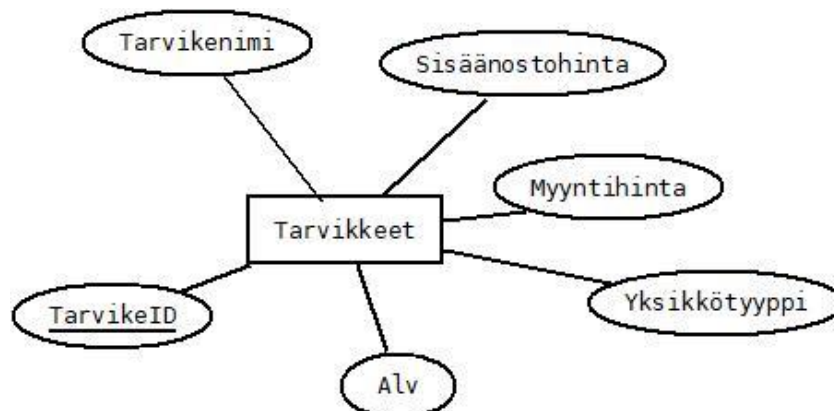 Tarvikenimi
Sisäänostohinta
Myyntihinta
Tarvikkeet
Yksikkötyyppi
TarvikeID
Alv